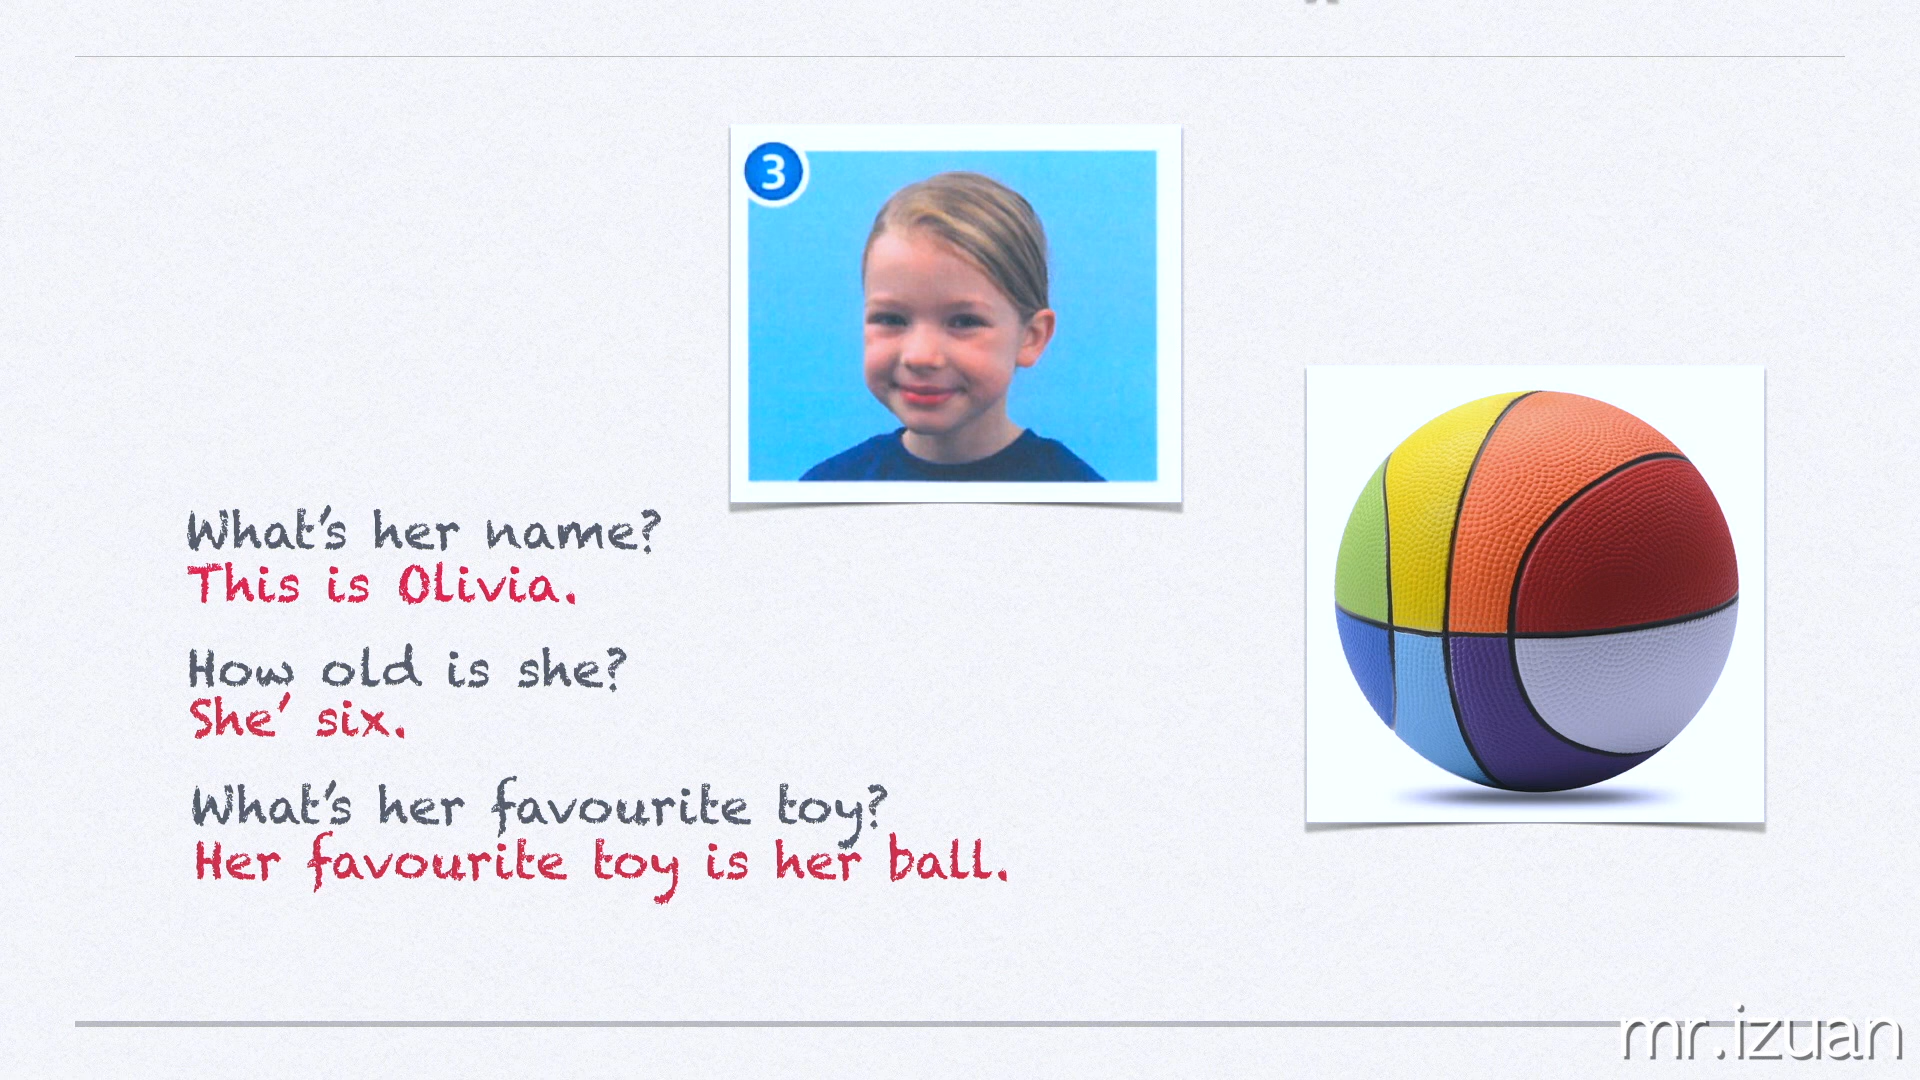 3
What's her name?
This is Olivia.
How old is she?
She' six.
What's her favourite toy?
Her favourite toy is her ball.
mr.izuan